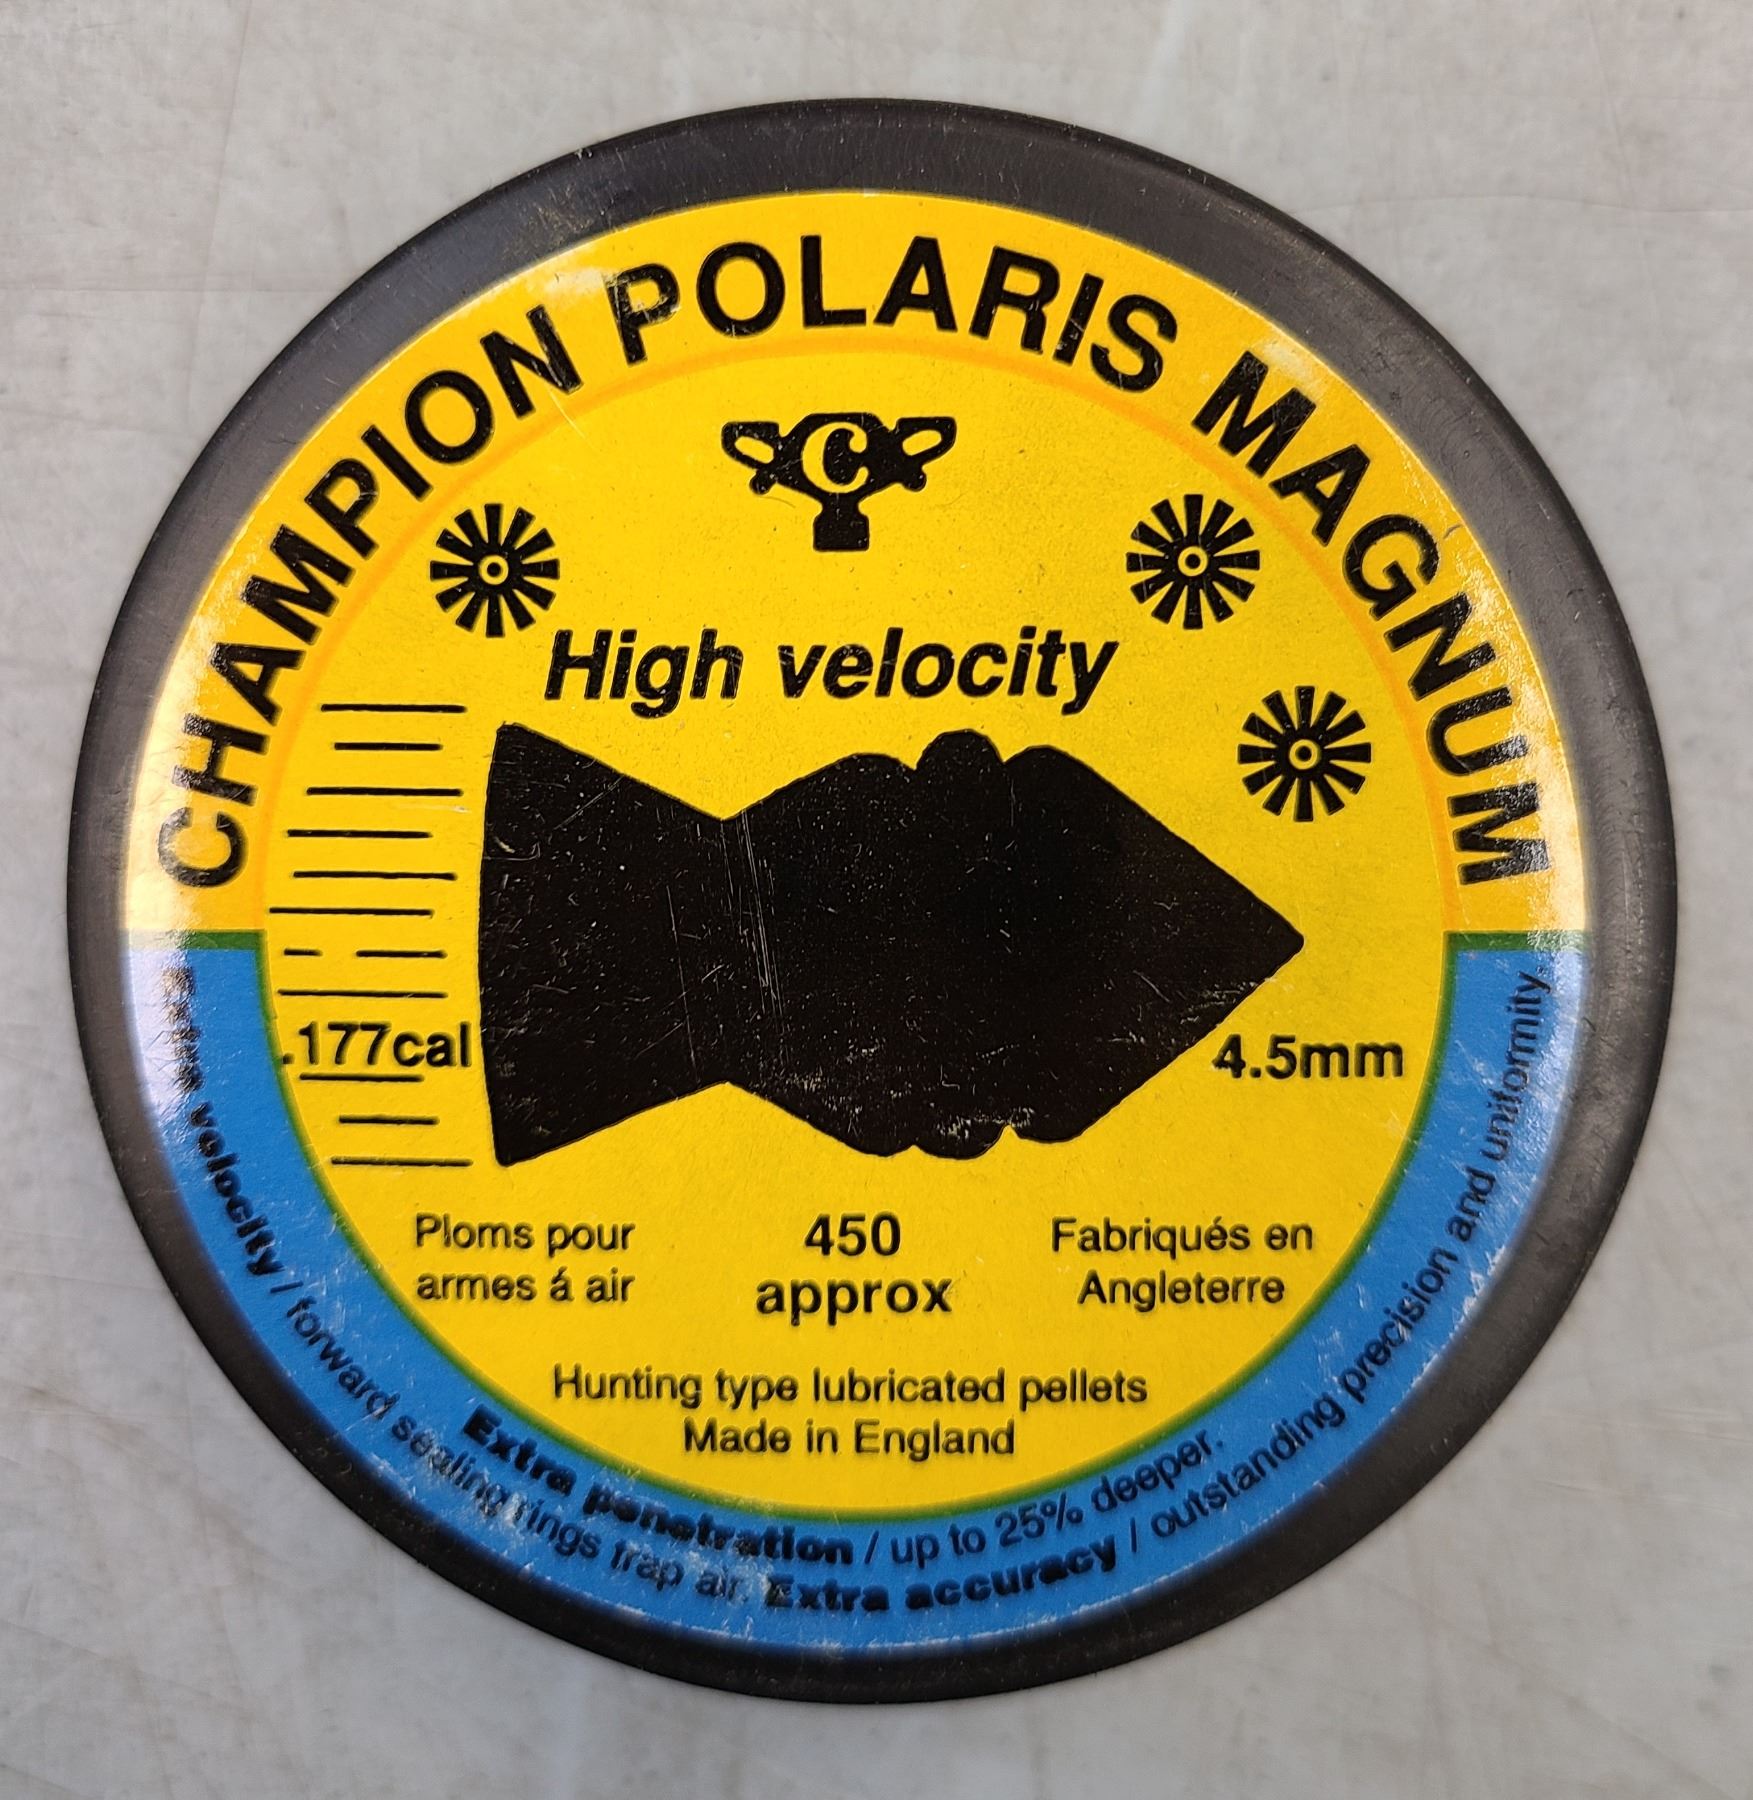 CHAMPION POLARIS MAGNUM
C
High velocity
.177cal
4.5mm
Ploms pour
armes á air
450
approx
Fabriqués en
Angleterre
Hunting type lubricated pellets
Made in England
Extra penetration / up to 25% deeper.
velocity / forward sealing rings trap air. Extra accuracy / outstanding precision and uniformity.